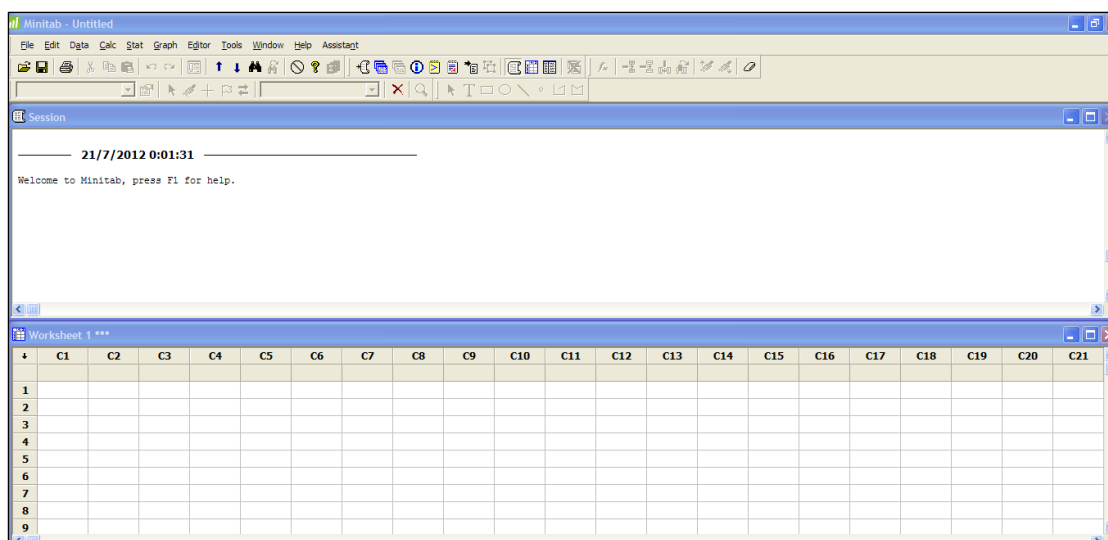 Minitab - Untitled
File Edit Data Calc Stat Graph Editor Tools Window Help Assistant
Session
21/7/2012 0:01:31
Welcome to Minitab, press F1 for help.
Worksheet 1 ***
C1 C2 C3 C4 C5 C6 C7 C8 C9 C10 C11 C12 C13 C14 C15 C16 C17 C18 C19 C20 C21
1
2
3
4
5
6
7
8
9